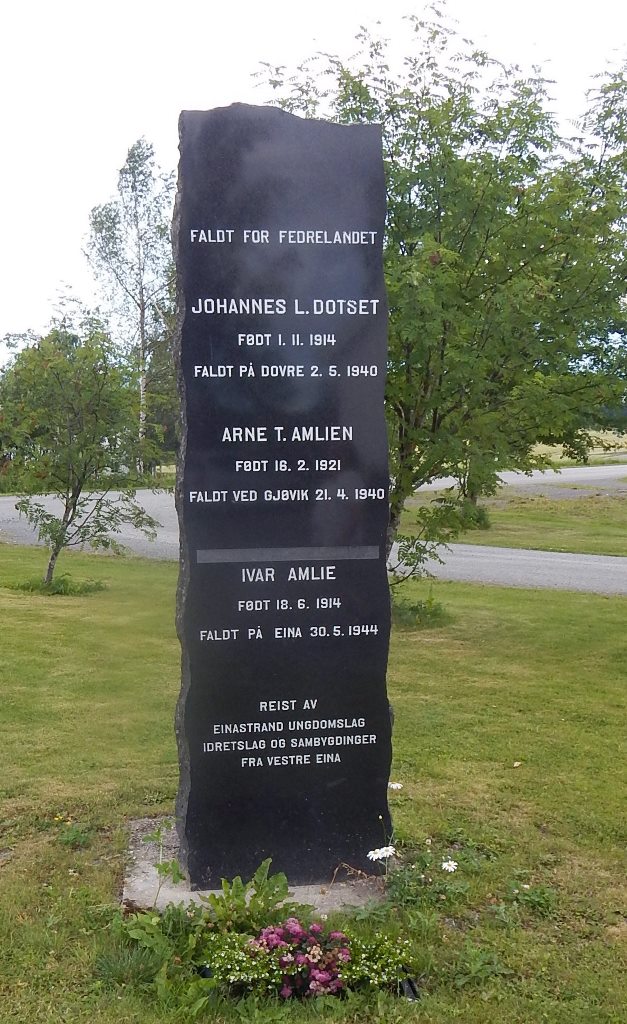 FALDT FOR FEDRELANDET
JOHANNES L. DOTSET
FØDT 1. 11. 1914
FALDT PÅ DOVRE 2. 5. 1940
ARNE T. AMLIEN
FØDT 16. 2. 1921
FALDT VED GJØVIK 21. 4. 1940
IVAR AMLIE
FØDT 18. 6. 1914
FALDT PÅ EINA 30. 5. 1944
REIST AV
EINASTRAND UNGDOMSLAG
IDRETSLAG OG SAMBYGDINGER
FRA VESTRE EINA